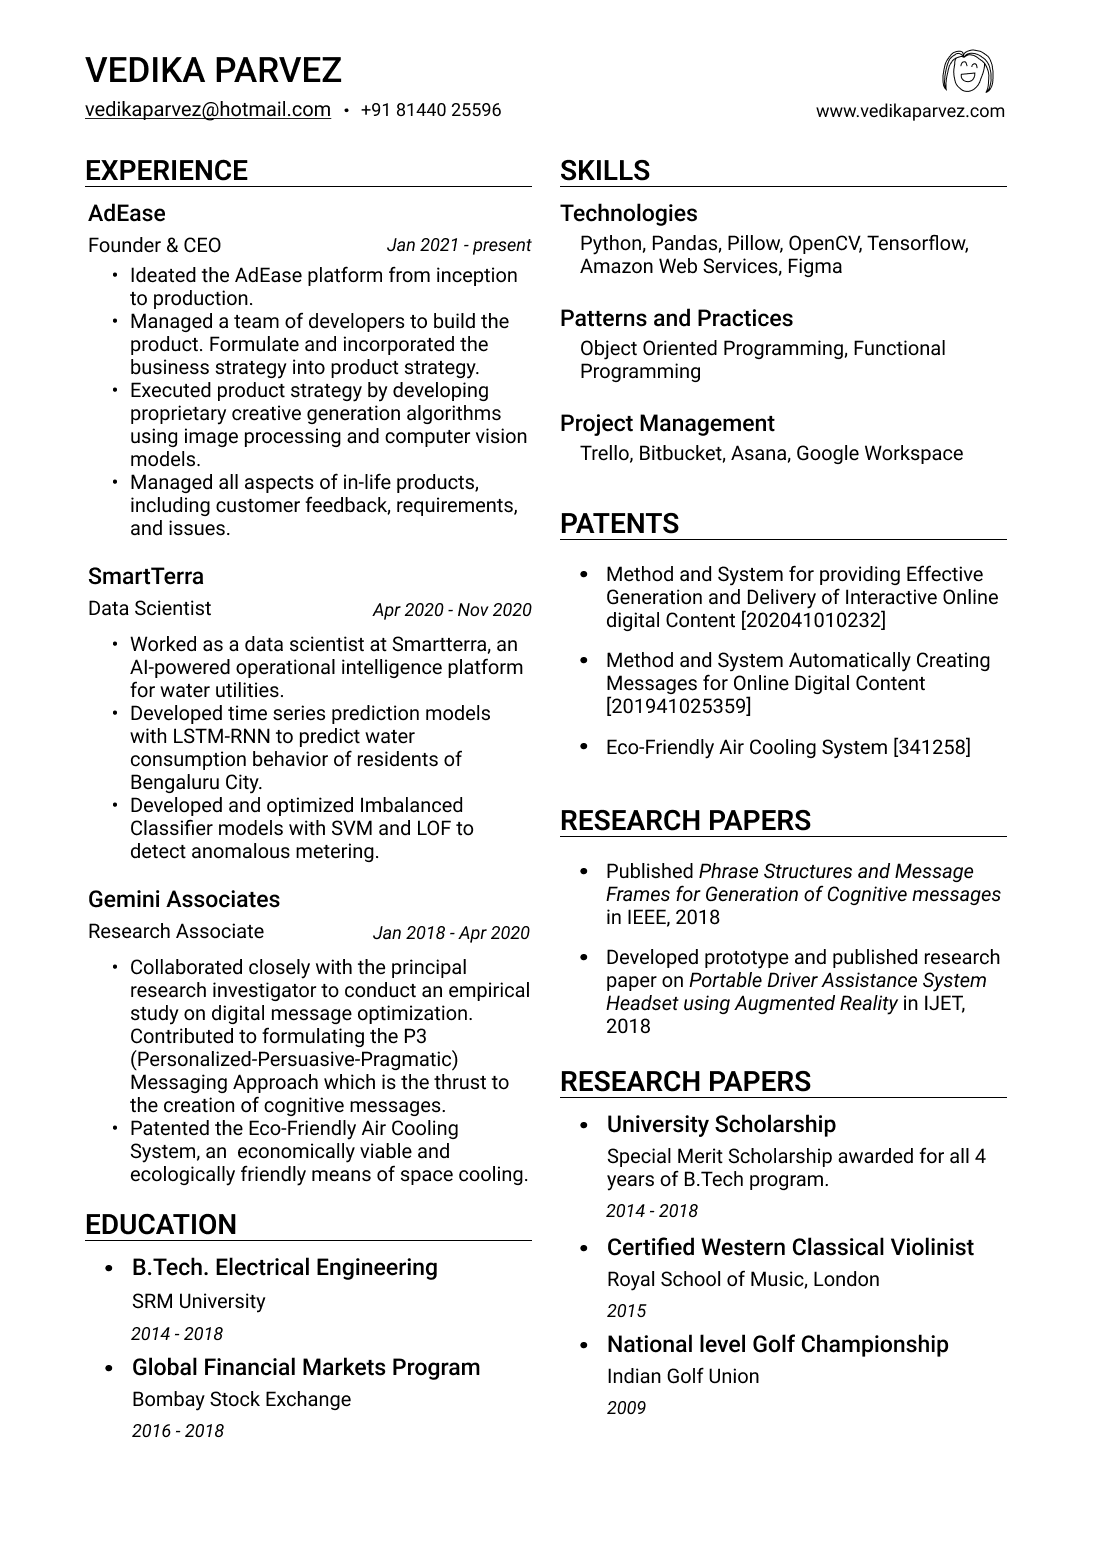 VEDIKA PARVEZ
vedikaparvez@hotmail.com • +91 81440 25596
www.vedikaparvez.com
EXPERIENCE
AdEase
Founder & CEO
Jan 2021 - present
• Ideated the AdEase platform from inception
to production.
• Managed a team of developers to build the
product. Formulate and incorporated the
business strategy into product strategy.
• Executed product strategy by developing
proprietary creative generation algorithms
using image processing and computer vision
models.
• Managed all aspects of in-life products,
including customer feedback, requirements,
and issues.
SmartTerra
Data Scientist
Apr 2020 - Nov 2020
• Worked as a data scientist at Smartterra, an
AI-powered operational intelligence platform
for water utilities.
• Developed time series prediction models
with LSTM-RNN to predict water
consumption behavior of residents of
Bengaluru City.
• Developed and optimized Imbalanced
Classifier models with SVM and LOF to
detect anomalous metering.
Gemini Associates
Research Associate
Jan 2018 - Apr 2020
• Collaborated closely with the principal
research investigator to conduct an empirical
study on digital message optimization.
Contributed to formulating the P3
(Personalized-Persuasive-Pragmatic)
Messaging Approach which is the thrust to
the creation of cognitive messages.
• Patented the Eco-Friendly Air Cooling
System, an  economically viable and
ecologically friendly means of space cooling.
EDUCATION
• B.Tech. Electrical Engineering
SRM University
2014 - 2018
• Global Financial Markets Program
Bombay Stock Exchange
2016 - 2018
SKILLS
Technologies
Python, Pandas, Pillow, OpenCV, Tensorflow,
Amazon Web Services, Figma
Patterns and Practices
Object Oriented Programming, Functional
Programming
Project Management
Trello, Bitbucket, Asana, Google Workspace
PATENTS
• Method and System for providing Effective
Generation and Delivery of Interactive Online
digital Content [202041010232]
• Method and System Automatically Creating
Messages for Online Digital Content
[201941025359]
• Eco-Friendly Air Cooling System [341258]
RESEARCH PAPERS
• Published Phrase Structures and Message
Frames for Generation of Cognitive messages
in IEEE, 2018
• Developed prototype and published research
paper on Portable Driver Assistance System
Headset using Augmented Reality in IJET,
2018
RESEARCH PAPERS
• University Scholarship
Special Merit Scholarship awarded for all 4
years of B.Tech program.
2014 - 2018
• Certified Western Classical Violinist
Royal School of Music, London
2015
• National level Golf Championship
Indian Golf Union
2009